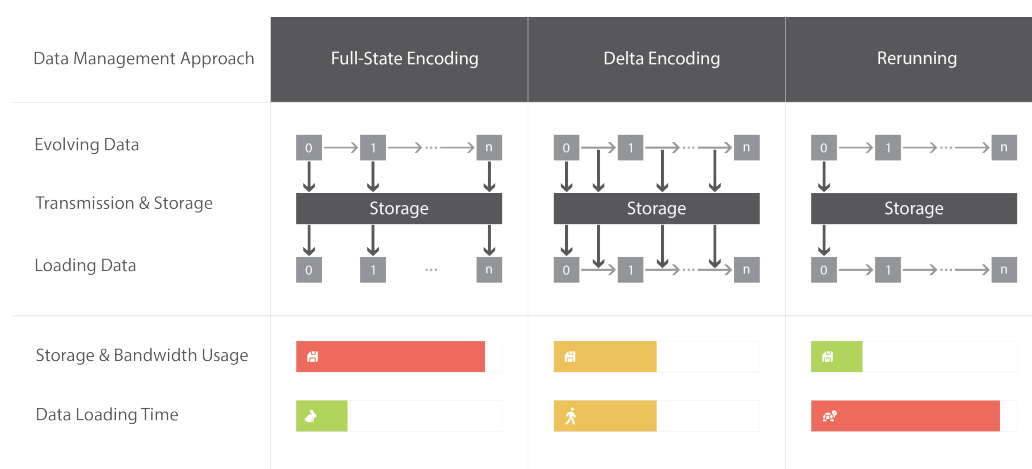 Data Management Approach Full-State Encoding Delta Encoding Rerunning
Evolving Data 0 1 ... n 0 1 ... n 0 1 ... n
Transmission & Storage Storage Storage Storage
Loading Data 0 1 ... n 0 1 ... n 0 1 ... n
Storage & Bandwidth Usage
Data Loading Time